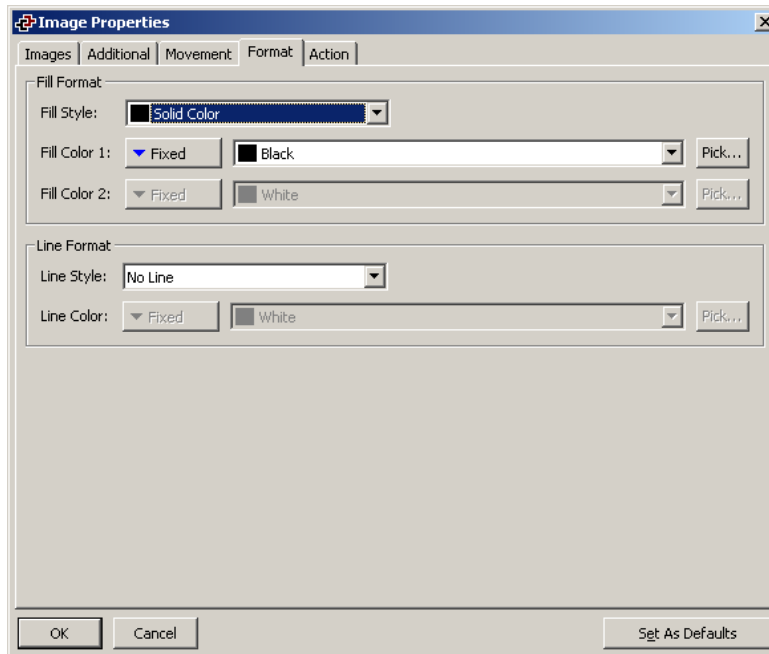 Image Properties
Images Additional Movement Format Action
Fill Format
Fill Style: Solid Color
Fill Color 1: Fixed Black Pick...
Fill Color 2: Fixed White Pick...
Line Format
Line Style: No Line
Line Color: Fixed White Pick...
OK Cancel Set As Defaults